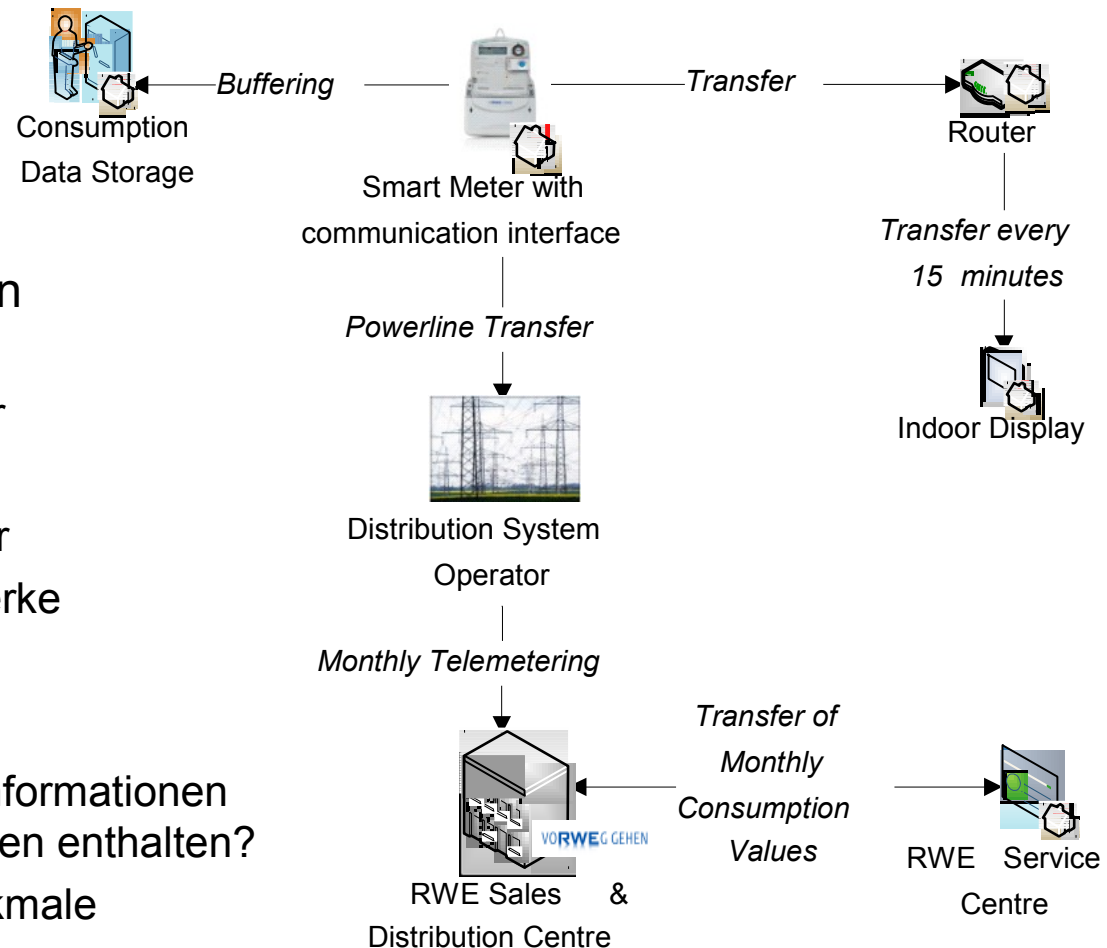 Buffering
Transfer
Consumption
Data Storage
Router
Smart Meter with
communication interface
Transfer every
15 minutes
n
Powerline Transfer
r
Indoor Display
Distribution System
Operator
r
erke
Monthly Telemetering
Transfer of
Monthly
Consumption
Values
nformationen
en enthalten?
kmale
VORWEG GEHEN
RWE Sales &
Distribution Centre
RWE Service
Centre